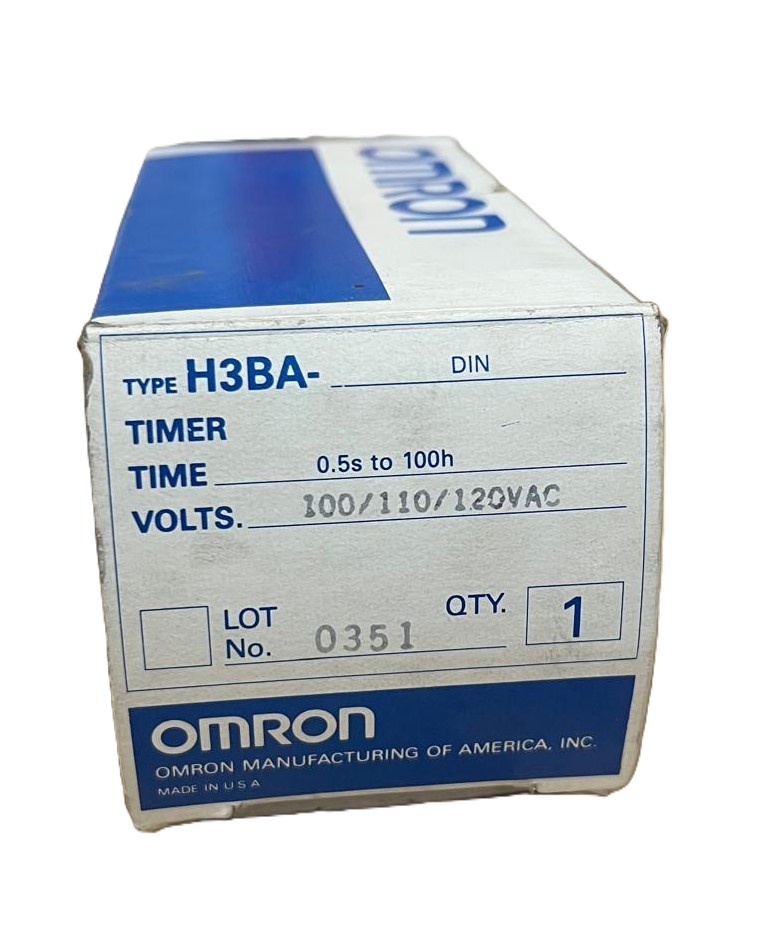 OMRON
TYPE H3BA- DIN
TIMER
TIME 0.5s to 100h
VOLTS. 100/110/120VAC
LOT No. 0351
QTY. 1
OMRON
OMRON MANUFACTURING OF AMERICA, INC.
MADE IN U S A